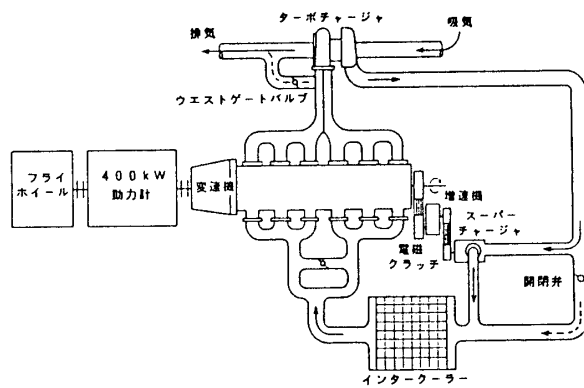 ターボチャージャ
排気
吸気
ウエストゲートバルブ
フライ
ホイール
400kW
動力計
変速機
増速機
スーパー
チャージャ
電磁
クラッチ
開閉弁
インタークーラー